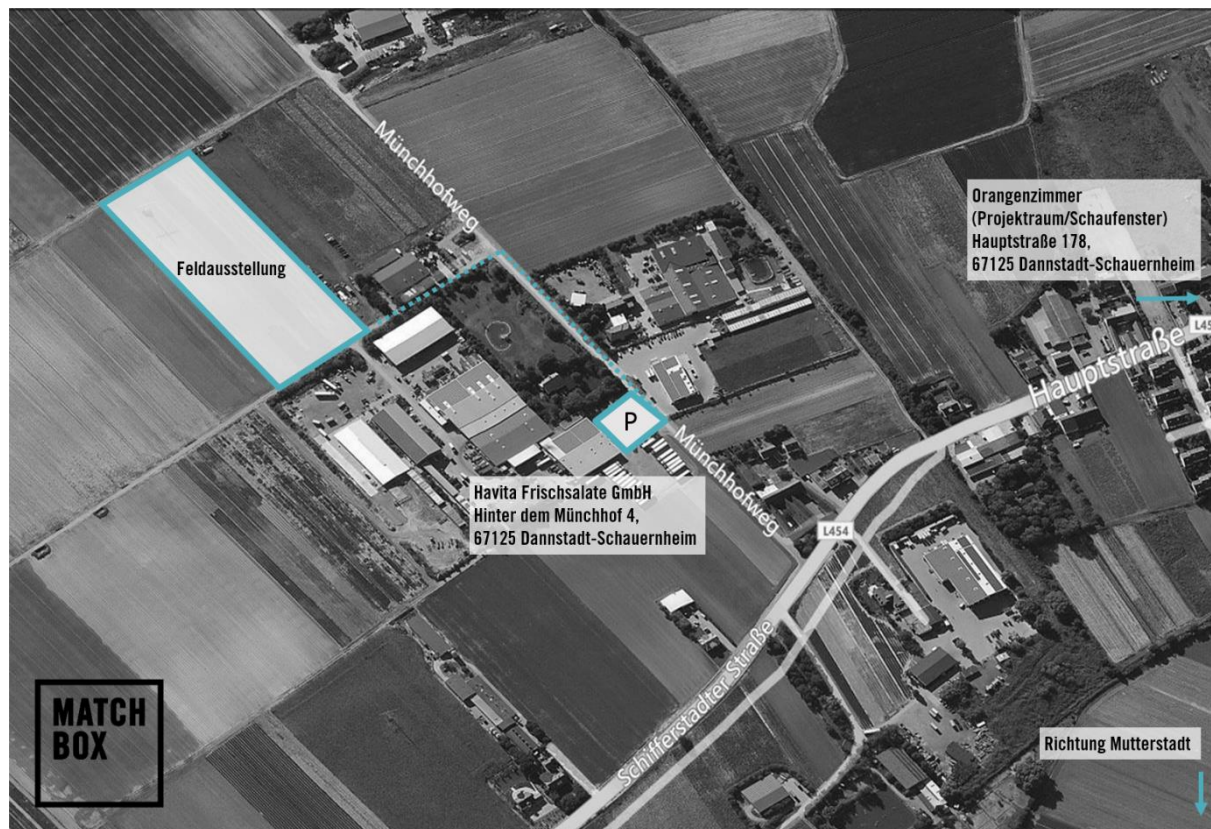 Münchhofweg
Orangenzimmer
(Projektraum/Schaufenster)
Hauptstraße 178,
67125 Dannstadt-Schauernheim
Feldausstellung
L45
Hauptstraße
P
Münchhofweg
Havita Frischsalate GmbH
Hinter dem Münchhof 4,
67125 Dannstadt-Schauernheim
L454
Schifferstadter Straße
MATCH
BOX
Richtung Mutterstadt